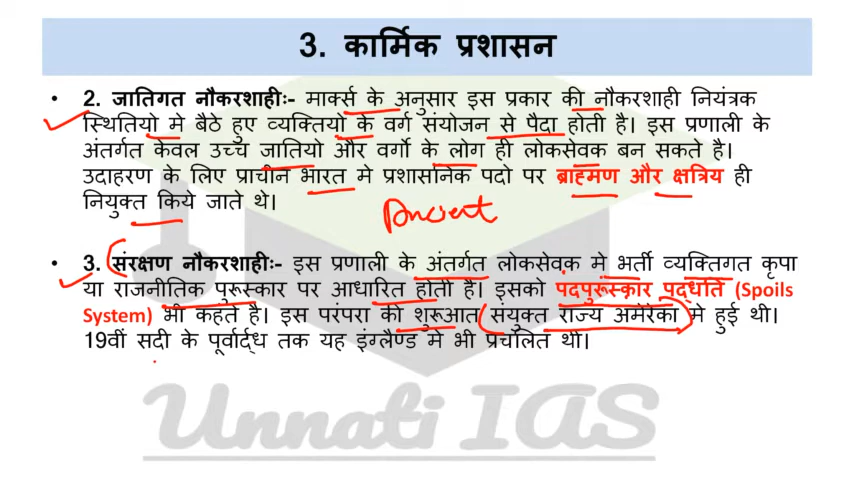 3. कार्मिक प्रशासन
• 2. जातिगत नौकरशाहीः- मार्क्स के अनुसार इस प्रकार की नौकरशाही नियंत्रक
स्थितियो मे बैठे हुए व्यक्तियो के वर्ग संयोजन से पैदा होती है। इस प्रणाली के
अंतर्गत केवल उच्च जातियो और वर्गो के लोग ही लोकसेवक बन सकते है।
उदाहरण के लिए प्राचीन भारत मे प्रशासनिक पदो पर ब्राह्मण और क्षत्रिय ही
नियुक्त किये जाते थे।
Ancient
• 3. संरक्षण नौकरशाहीः- इस प्रणाली के अंतर्गत लोकसेवक मे भर्ती व्यक्तिगत कृपा
या राजनीतिक पुरूस्कार पर आधारित होती है। इसको पदपुरूस्कार पद्धति (Spoils
System) भी कहते है। इस परंपरा की शुरूआत संयुक्त राज्य अमेरिका मे हुई थी।
19वीं सदी के पूर्वार्द्ध तक यह इंग्लैण्ड मे भी प्रचलित थी।
Unnati IAS